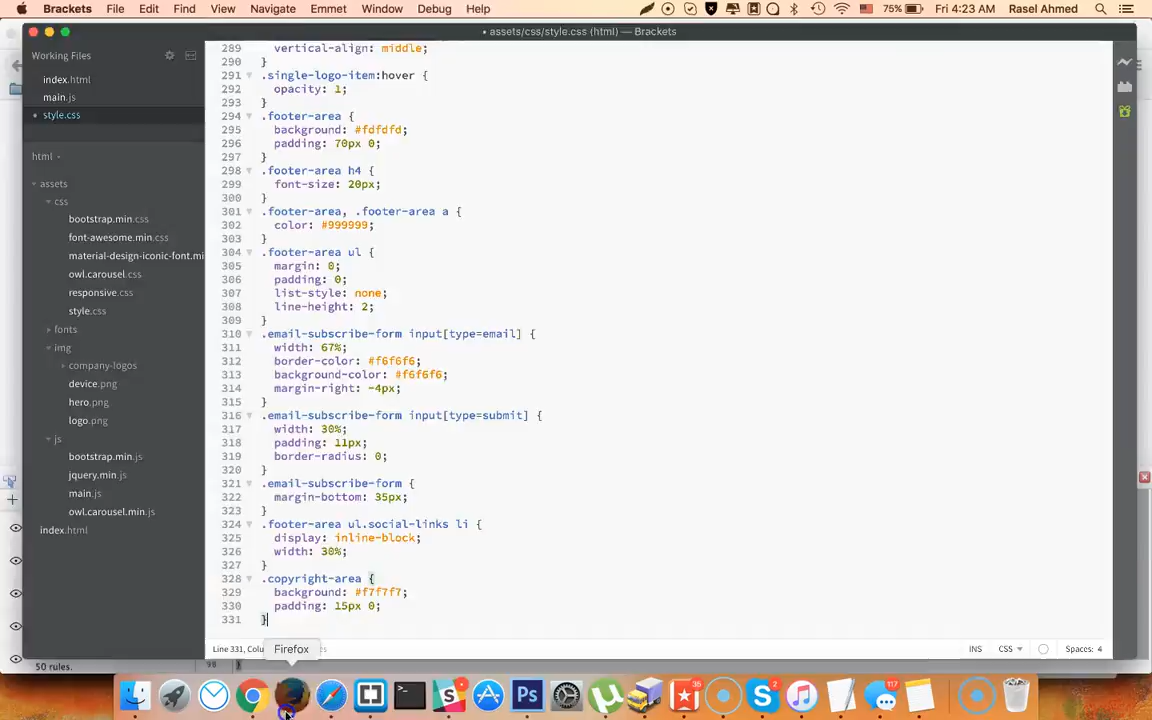 Brackets File Edit Find View Navigate Emmet Window Debug Help 75% Fri 4:23 AM Rasel Ahmed
• assets/css/style.css (html) — Brackets
Working Files
index.html
main.js
• style.css
html
assets
css
bootstrap.min.css
font-awesome.min.css
material-design-iconic-font.mi
owl.carousel.css
responsive.css
style.css
fonts
img
company-logos
device.png
hero.png
logo.png
js
bootstrap.min.js
jquery.min.js
main.js
owl.carousel.min.js
index.html
289 vertical-align: middle;
290 }
291 .single-logo-item:hover {
292 opacity: 1;
293 }
294 .footer-area {
295 background: #fdfdfd;
296 padding: 70px 0;
297 }
298 .footer-area h4 {
299 font-size: 20px;
300 }
301 .footer-area, .footer-area a {
302 color: #999999;
303 }
304 .footer-area ul {
305 margin: 0;
306 padding: 0;
307 list-style: none;
308 line-height: 2;
309 }
310 .email-subscribe-form input[type=email] {
311 width: 67%;
312 border-color: #f6f6f6;
313 background-color: #f6f6f6;
314 margin-right: -4px;
315 }
316 .email-subscribe-form input[type=submit] {
317 width: 30%;
318 padding: 11px;
319 border-radius: 0;
320 }
321 .email-subscribe-form {
322 margin-bottom: 35px;
323 }
324 .footer-area ul.social-links li {
325 display: inline-block;
326 width: 30%;
327 }
328 .copyright-area {
329 background: #f7f7f7;
330 padding: 15px 0;
331 }
Line 331, Colu
INS CSS Spaces: 4
Firefox
50 rules.
98